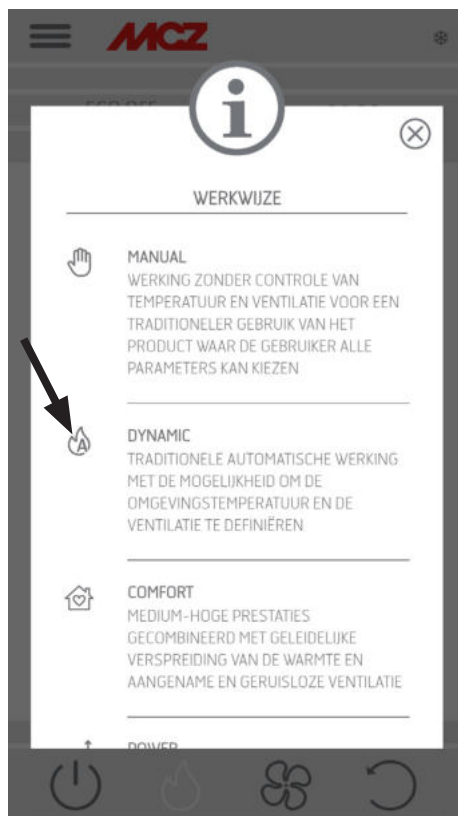 MCZ
WERKWIJZE
MANUAL
WERKING ZONDER CONTROLE VAN
TEMPERATUUR EN VENTILATIE VOOR EEN
TRADITIONELER GEBRUIK VAN HET
PRODUCT WAAR DE GEBRUIKER ALLE
PARAMETERS KAN KIEZEN
DYNAMIC
TRADITIONELE AUTOMATISCHE WERKING
MET DE MOGELIJKHEID OM DE
OMGEVINGSTEMPERATUUR EN DE
VENTILATIE TE DEFINIËREN
COMFORT
MEDIUM-HOGE PRESTATIES
GECOMBINEERD MET GELEIDELIJKE
VERSPREIDING VAN DE WARMTE EN
AANGENAME EN GERUISLOZE VENTILATIE
POWER